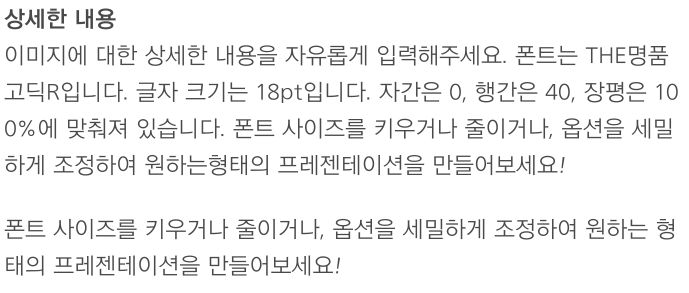 상세한 내용
이미지에 대한 상세한 내용을 자유롭게 입력해주세요. 폰트는 THE명품
고딕R입니다. 글자 크기는 18pt입니다. 자간은 0, 행간은 40, 장평은 10
0%에 맞춰져 있습니다. 폰트 사이즈를 키우거나 줄이거나, 옵션을 세밀
하게 조정하여 원하는형태의 프레젠테이션을 만들어보세요!
폰트 사이즈를 키우거나 줄이거나, 옵션을 세밀하게 조정하여 원하는 형
태의 프레젠테이션을 만들어보세요!